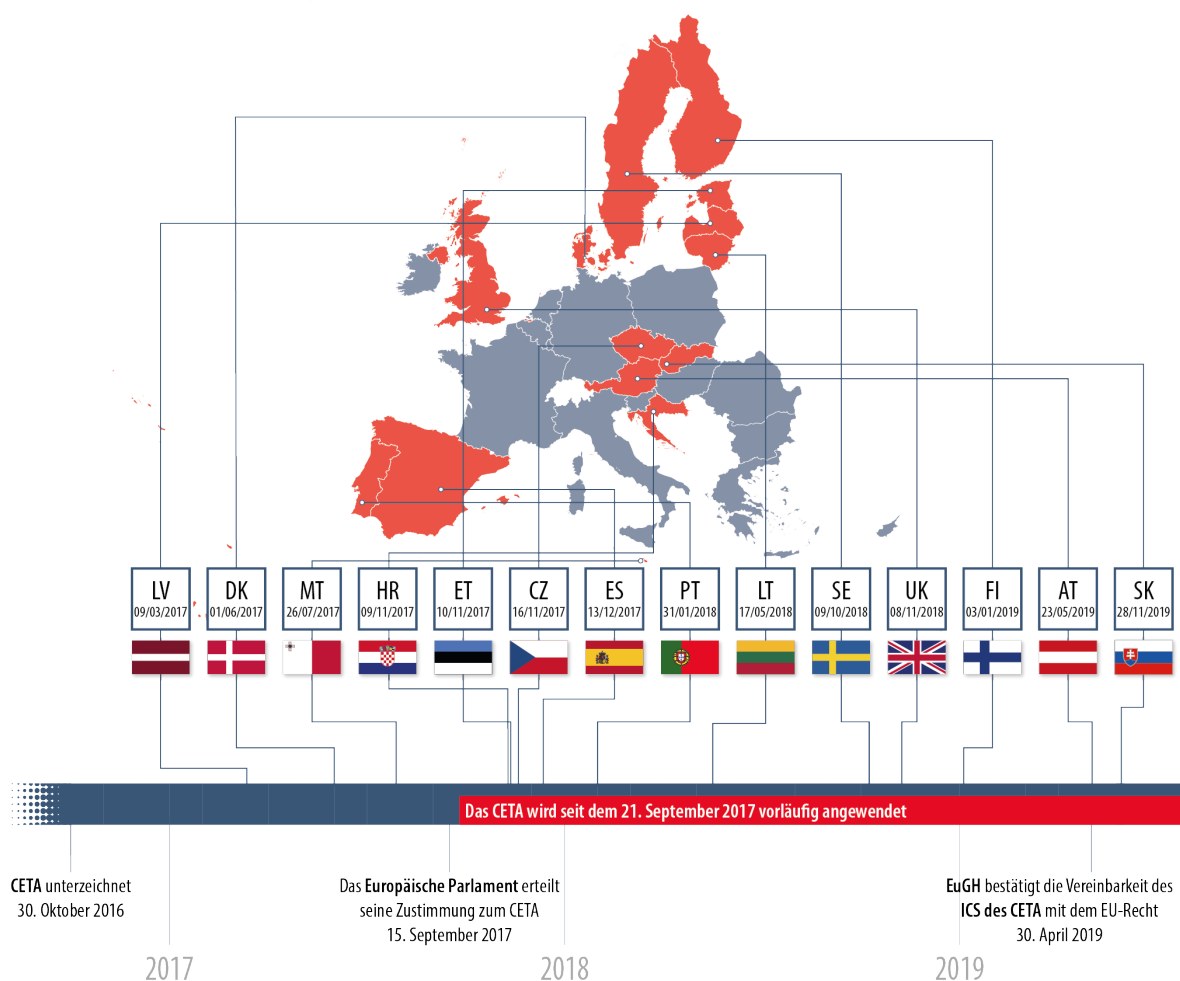 LV
09/03/2017
DK
01/06/2017
MT
26/07/2017
HR
09/11/2017
ET
10/11/2017
CZ
16/11/2017
ES
13/12/2017
PT
31/01/2018
LT
17/05/2018
SE
09/10/2018
UK
08/11/2018
FI
03/01/2019
AT
23/05/2019
SK
28/11/2019
Das CETA wird seit dem 21. September 2017 vorläufig angewendet
CETA unterzeichnet
30. Oktober 2016
Das Europäische Parlament erteilt
seine Zustimmung zum CETA
15. September 2017
EuGH bestätigt die Vereinbarkeit des
ICS des CETA mit dem EU-Recht
30. April 2019
2017
2018
2019